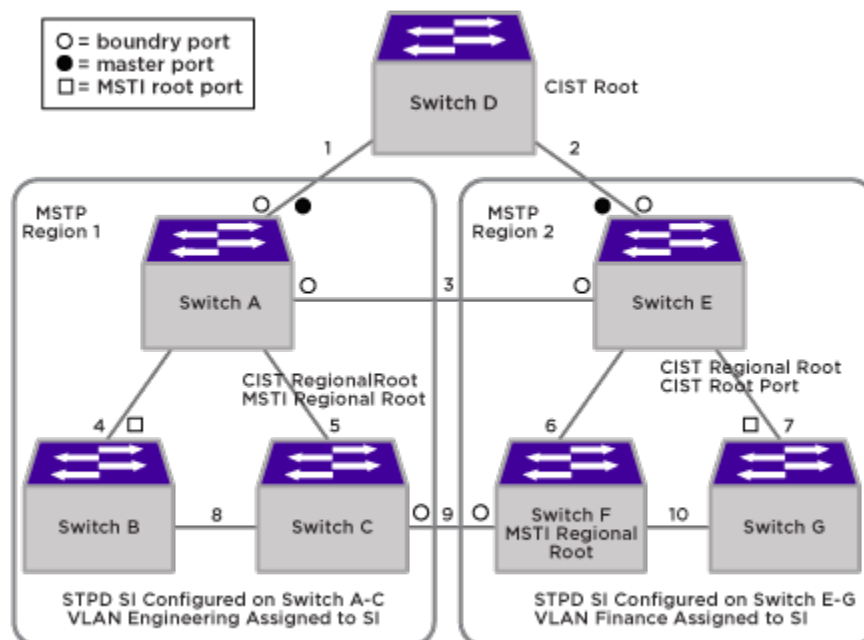 = boundry port
= master port
= MSTI root port
Switch D
CIST Root
1
2
MSTP
Region 1
MSTP
Region 2
Switch A
3
Switch E
CIST RegionalRoot
MSTI Regional Root
CIST Regional Root
CIST Root Port
4
5
6
7
Switch B
8
Switch C
9
Switch F
MSTI Regional
Root
10
Switch G
STPD SI Configured on Switch A-C
VLAN Engineering Assigned to SI
STPD SI Configured on Switch E-G
VLAN Finance Assigned to SI